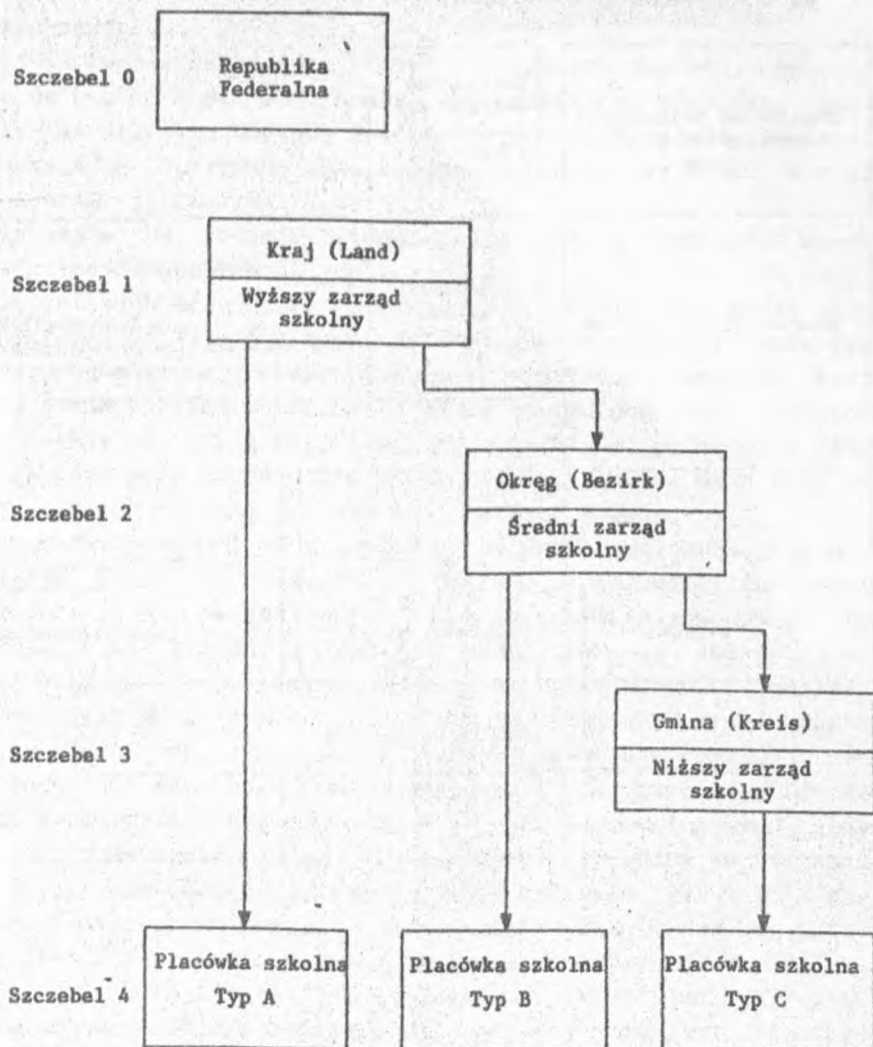 Szczebel 0
Republika
Federalna
Szczebel 1
Kraj (Land)
Wyższy zarząd
szkolny
Szczebel 2
Okręg (Bezirk)
Średni zarząd
szkolny
Szczebel 3
Gmina (Kreis)
Niższy zarząd
szkolny
Szczebel 4
Placówka szkolna
Typ A
Placówka szkolna
Typ B
Placówka szkolna
Typ C